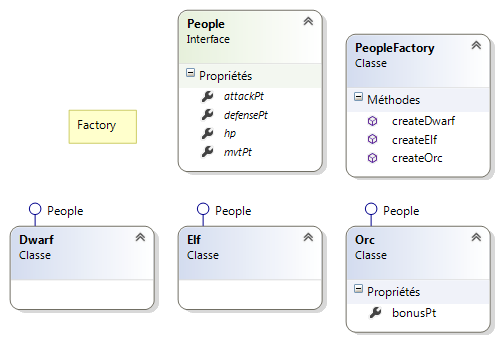 People
Interface
Propriétés
attackPt
defensePt
hp
mvtPt
PeopleFactory
Classe
Méthodes
createDwarf
createElf
createOrc
Factory
People
Dwarf
Classe
People
Elf
Classe
People
Orc
Classe
Propriétés
bonusPt